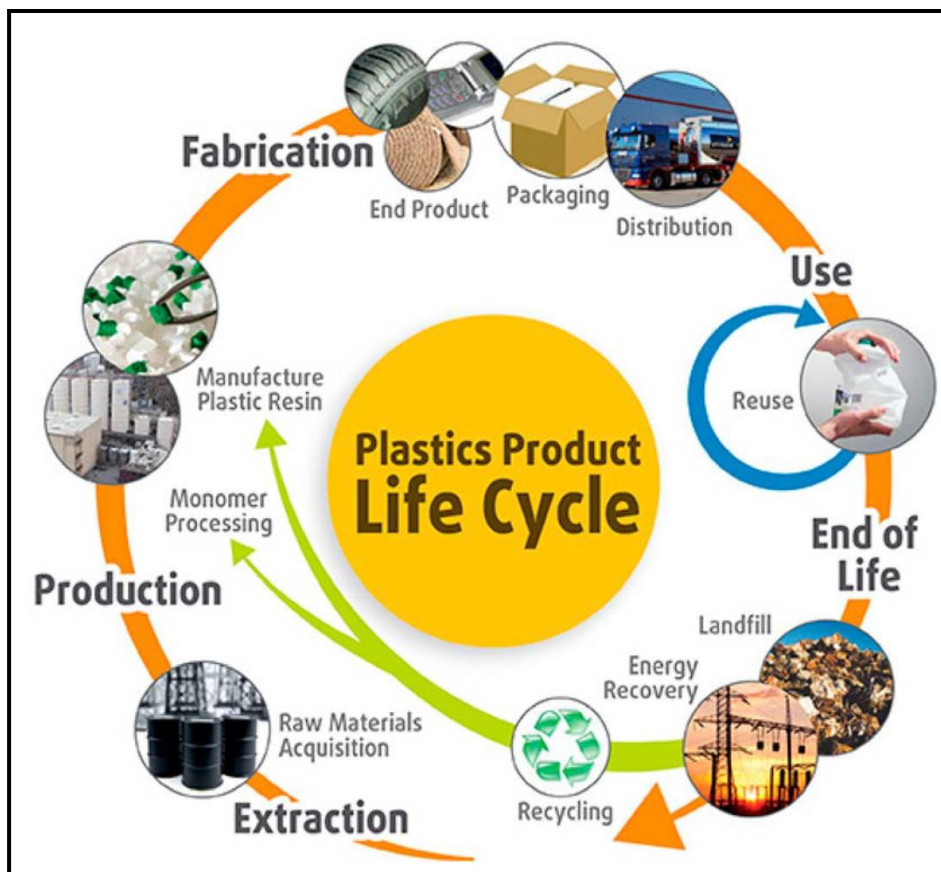 Fabrication
End Product
Packaging
Distribution
Use
Reuse
Manufacture
Plastic Resin
Plastics Product
Life Cycle
Monomer
Processing
End of
Life
Production
Landfill
Energy
Recovery
Raw Materials
Acquisition
Recycling
Extraction